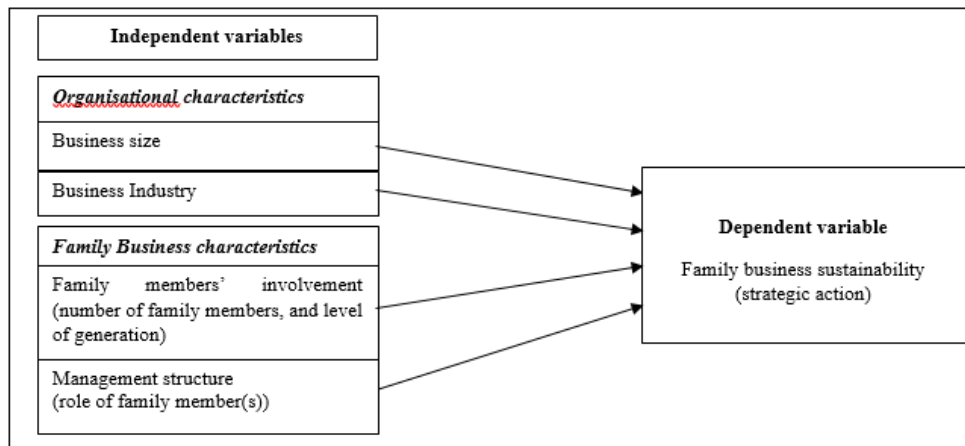 Independent variables
Organisational characteristics
Business size
Business Industry
Family Business characteristics
Family members' involvement
(number of family members, and level
of generation)
Management structure
(role of family member(s))
Dependent variable
Family business sustainability
(strategic action)